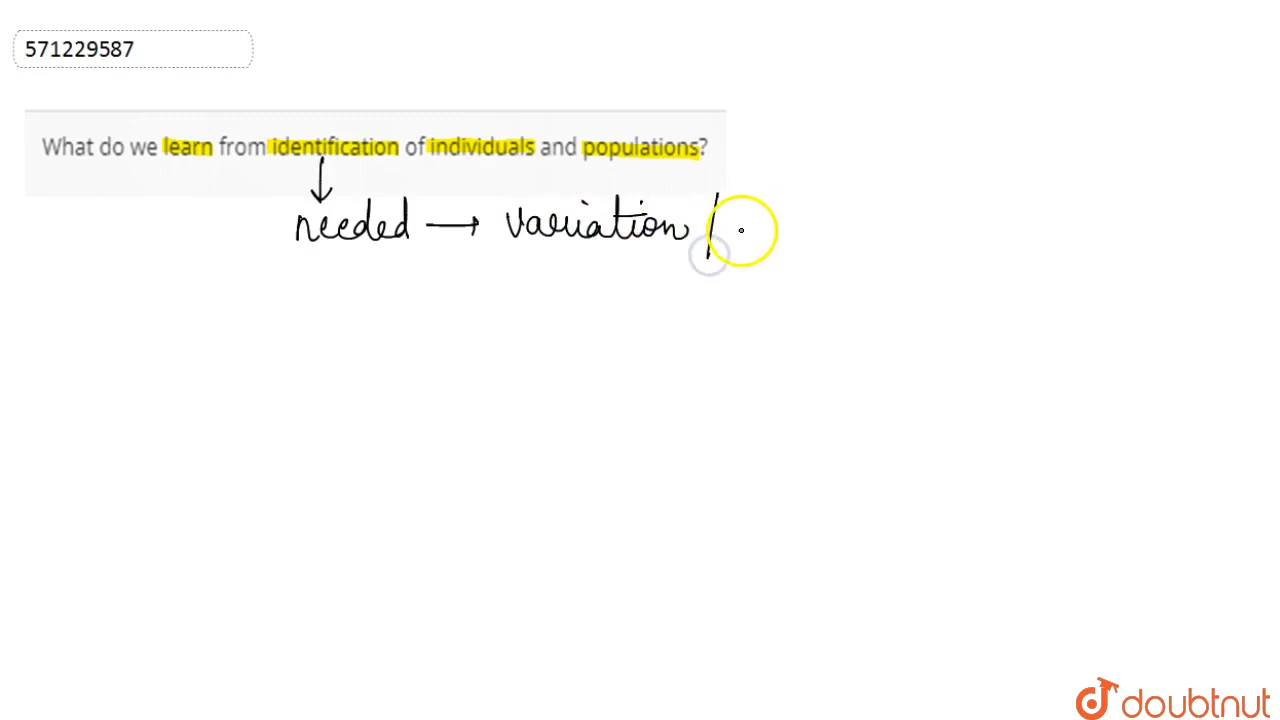 571229587
What do we learn from identification of individuals and populations?
needed → variation /
doubtnut